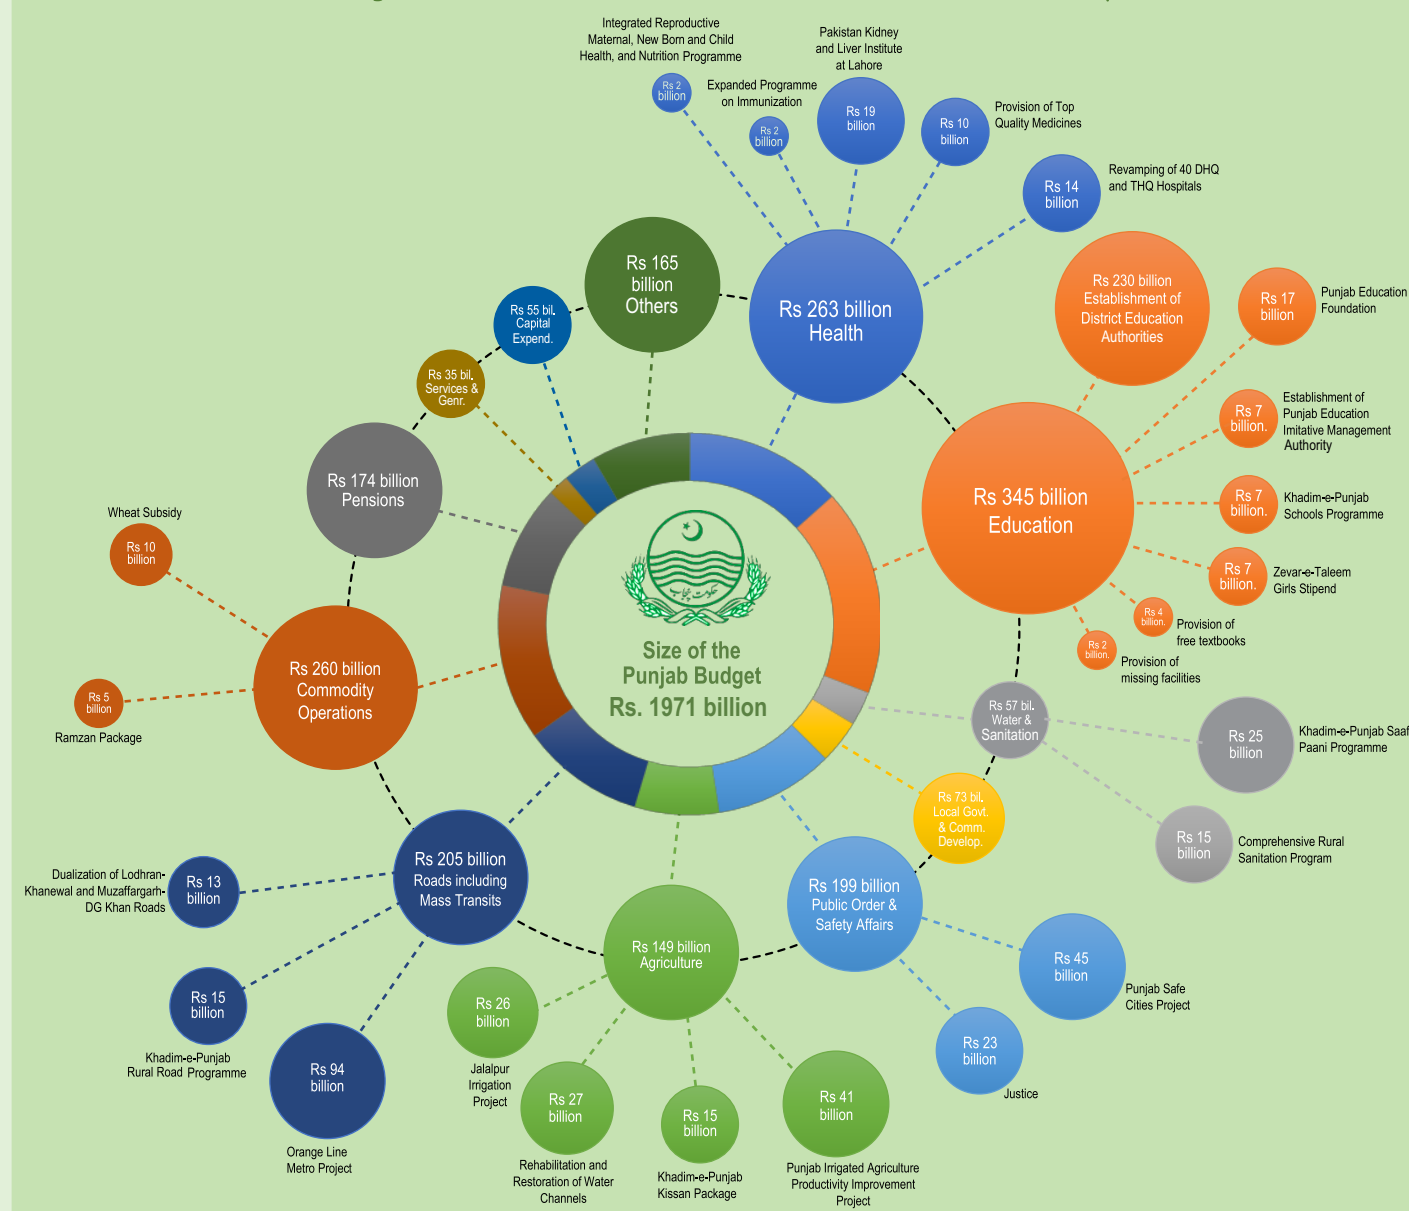 Integrated Reproductive
Maternal, New Born and Child
Health, and Nutrition Programme
Rs 2
billion
Expanded Programme
on Immunization
Rs 2
billion
Pakistan Kidney
and Liver Institute
at Lahore
Rs 19
billion
Provision of Top
Quality Medicines
Rs 10
billion
Revamping of 40 DHQ
and THQ Hospitals
Rs 14
billion
Rs 263 billion
Health
Rs 165
billion
Others
Rs 55 bil.
Capital
Expend.
Rs 35 bil.
Services &
Genr.
Rs 174 billion
Pensions
Rs 230 billion
Establishment of
District Education
Authorities
Rs 17
billion
Punjab Education
Foundation
Rs 7
billion.
Establishment of
Punjab Education
Imitative Management
Authority
Rs 345 billion
Education
Rs 7
billion.
Khadim-e-Punjab
Schools Programme
Rs 7
billion.
Zevar-e-Taleem
Girls Stipend
Rs 4
billion.
Provision of
free textbooks
Rs 2
billion.
Provision of
missing facilities
Wheat Subsidy
Rs 10
billion
Rs 260 billion
Commodity
Operations
Rs 5
billion
Ramzan Package
حکومت پنجاب
Size of the
Punjab Budget
Rs. 1971 billion
Rs 57 bil.
Water &
Sanitation
Rs 25
billion
Khadim-e-Punjab Saaf
Paani Programme
Rs 15
billion
Comprehensive Rural
Sanitation Program
Rs 73 bil.
Local Govt.
& Comm.
Develop.
Rs 199 billion
Public Order &
Safety Affairs
Rs 45
billion
Punjab Safe
Cities Project
Rs 23
billion
Justice
Rs 205 billion
Roads including
Mass Transits
Dualization of Lodhran-
Khanewal and Muzaffargarh-
DG Khan Roads
Rs 13
billion
Rs 15
billion
Khadim-e-Punjab
Rural Road Programme
Rs 94
billion
Orange Line
Metro Project
Rs 149 billion
Agriculture
Rs 26
billion
Jalalpur
Irrigation
Project
Rs 27
billion
Rehabilitation and
Restoration of Water
Channels
Rs 15
billion
Khadim-e-Punjab
Kissan Package
Rs 41
billion
Punjab Irrigated Agriculture
Productivity Improvement
Project